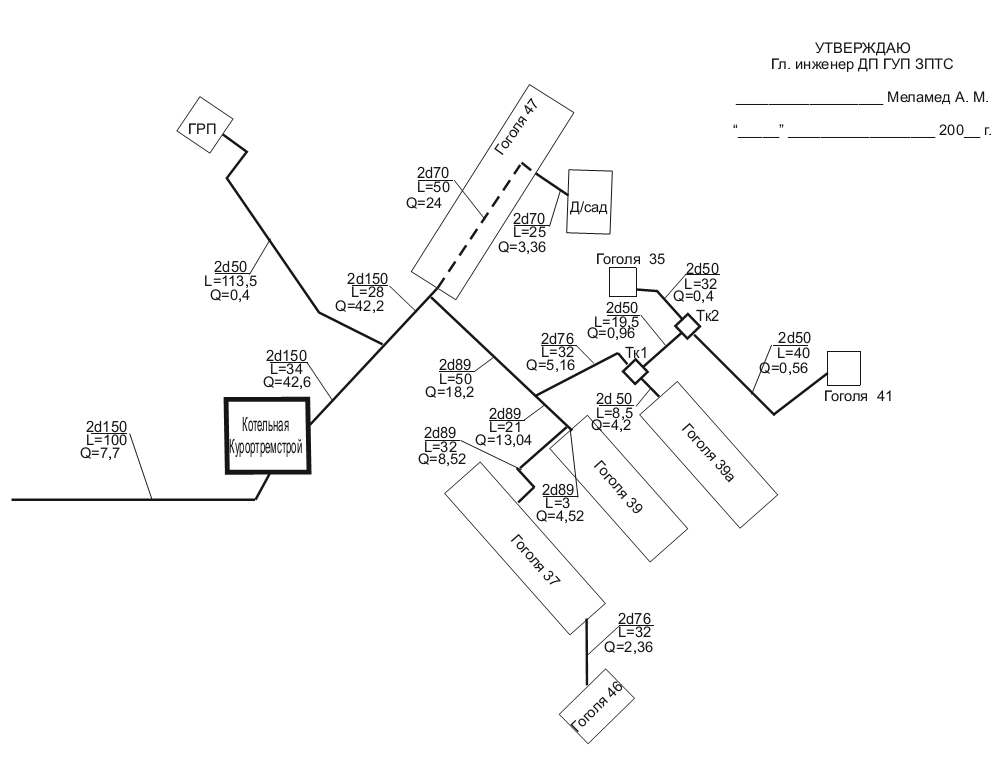 УТВЕРЖДАЮ
Гл. инженер ДП ГУП ЗПТС
__________________ Меламед А. М.
“_____” __________________ 200__ г.
ГРП
Гоголя 47
2d70
L=50
Q=24
Д/сад
2d70
L=25
Q=3,36
2d50
L=113,5
Q=0,4
2d150
L=28
Q=42,2
Гоголя 35
2d50
L=32
Q=0,4
Тк2
2d50
L=19,5
Q=0,96
2d76
L=32
Q=5,16
Тк1
2d50
L=40
Q=0,56
Гоголя 41
2d150
L=34
Q=42,6
2d89
L=50
Q=18,2
2d 50
L=8,5
Q=4,2
2d89
L=21
Q=13,04
Котельная
Курортремстрой
2d150
L=100
Q=7,7
2d89
L=32
Q=8,52
Гоголя 39а
Гоголя 39
2d89
L=3
Q=4,52
Гоголя 37
2d76
L=32
Q=2,36
Гоголя 46